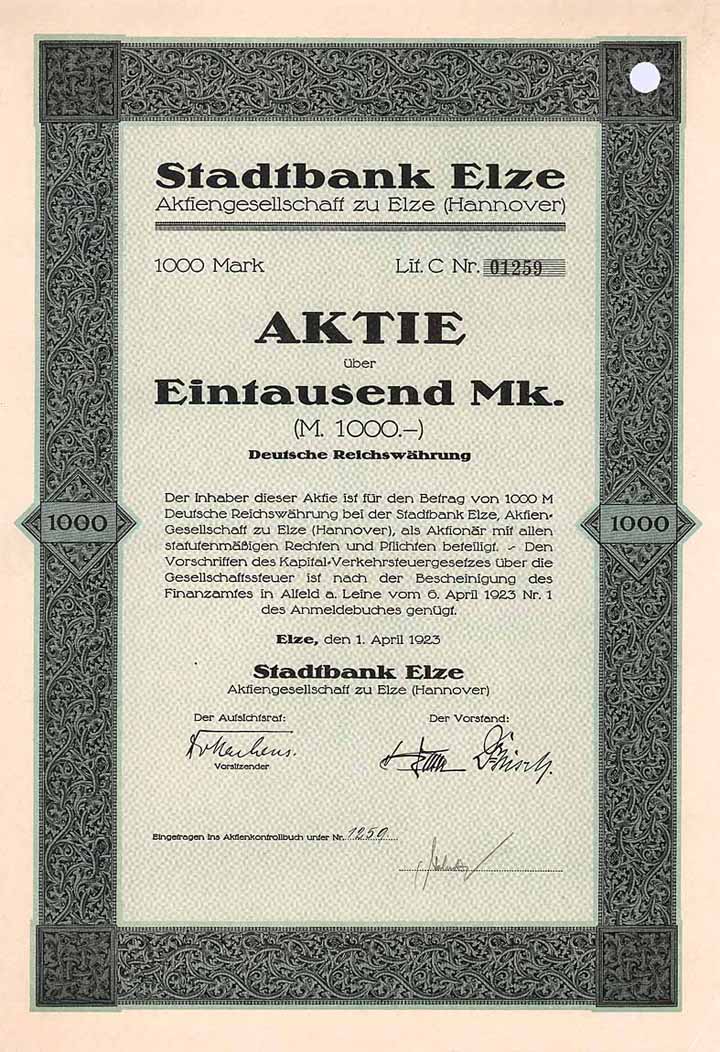 Stadtbank Elze
Aktiengesellschaft zu Elze (Hannover)
1000 Mark Lit. C Nr. 01259
AKTIE
über
Eintausend Mk.
(M. 1000.–)
Deutsche Reichswährung
Der Inhaber dieser Aktie ist für den Betrag von 1000 M
Deutsche Reichswährung bei der Stadtbank Elze, Aktien-
Gesellschaft zu Elze (Hannover), als Aktionär mit allen
statutenmäßigen Rechten und Pflichten beteiligt. – Den
Vorschriften des Kapital-Verkehrsteuergesetzes über die
Gesellschaftssteuer ist nach der Bescheinigung des
Finanzamtes in Alfeld a. Leine vom 6. April 1923 Nr. 1
des Anmeldebuches genügt.
1000
1000
Elze, den 1. April 1923
Stadtbank Elze
Aktiengesellschaft zu Elze (Hannover)
Der Aufsichtsrat: Der Vorstand:
Vorsitzender
Eingetragen ins Aktienkontrollbuch unter Nr. 1259